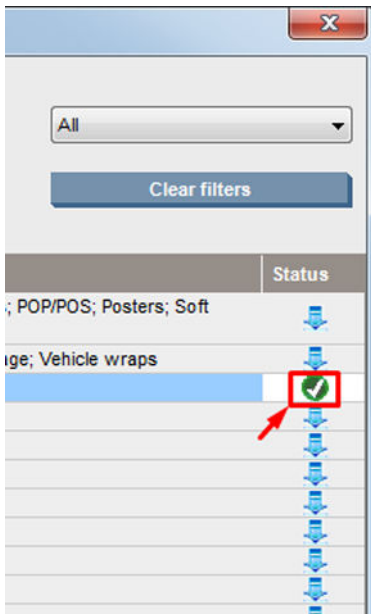 All
Clear filters
Status
; POP/POS; Posters; Soft
ge; Vehicle wraps